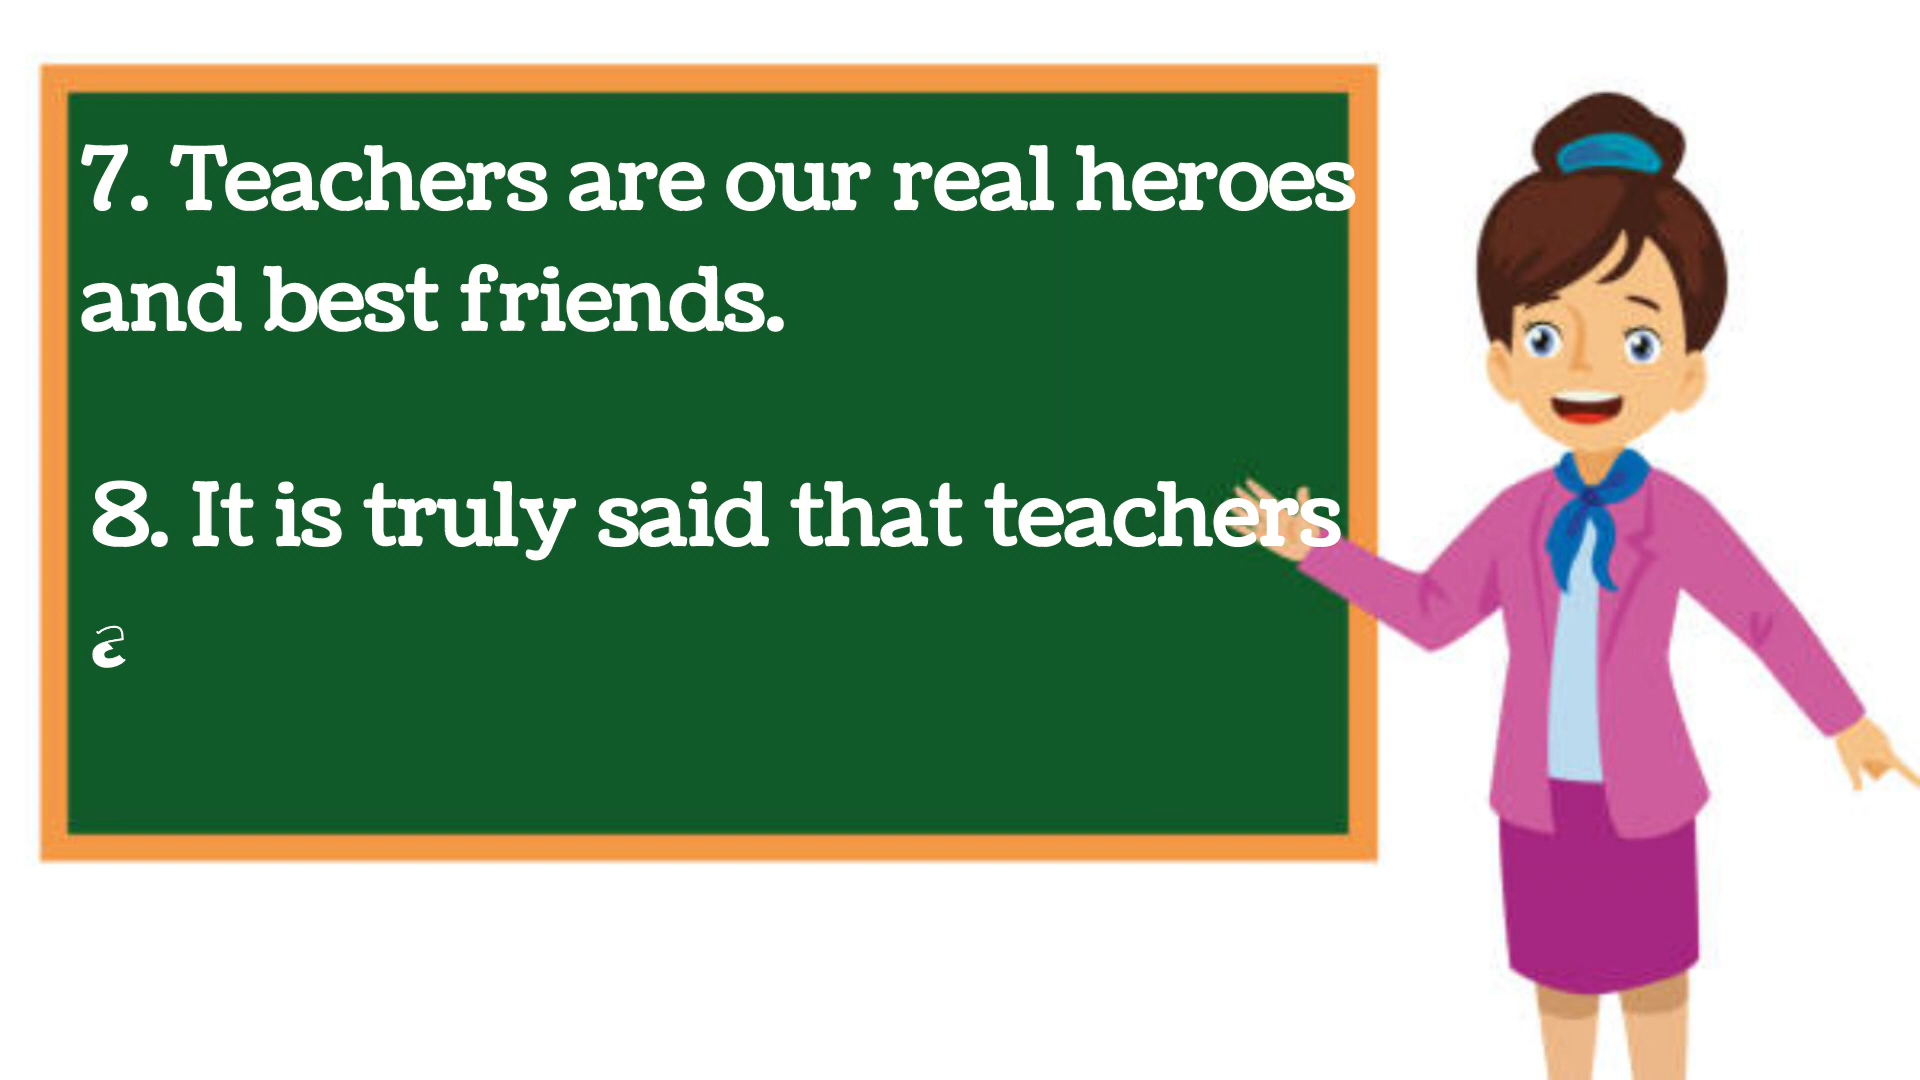 7. Teachers are our real heroes
and best friends.
8. It is truly said that teachers